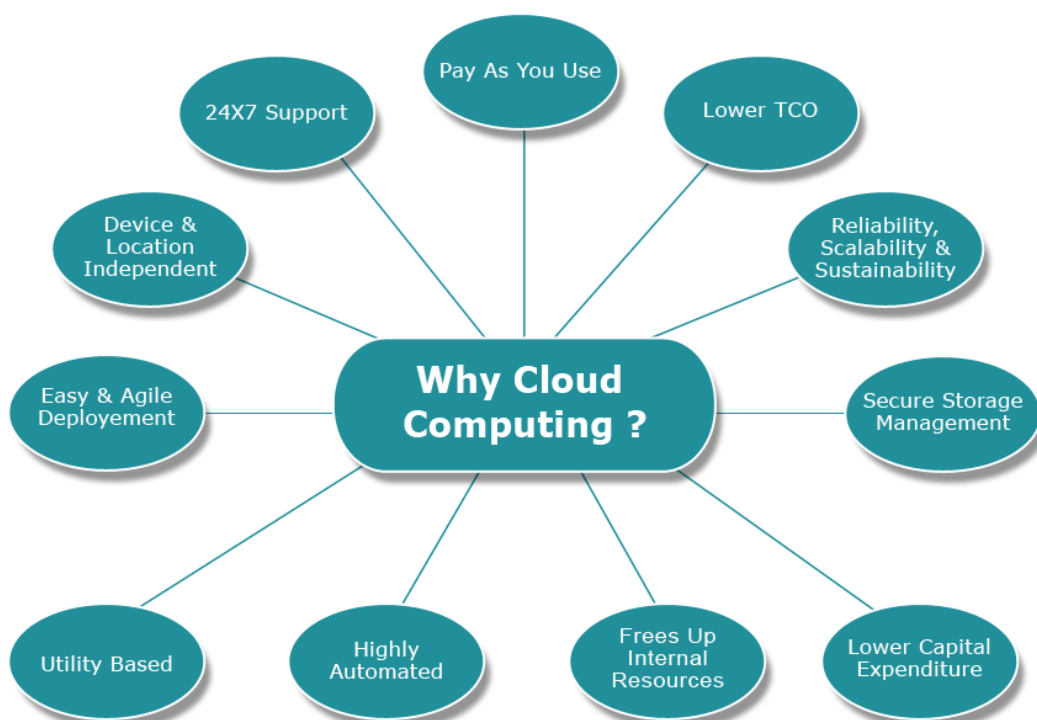 Pay As You Use
24X7 Support
Lower TCO
Device &
Location
Independent
Reliability,
Scalability &
Sustainability
Why Cloud
Computing ?
Easy & Agile
Deployement
Secure Storage
Management
Utility Based
Highly
Automated
Frees Up
Internal
Resources
Lower Capital
Expenditure